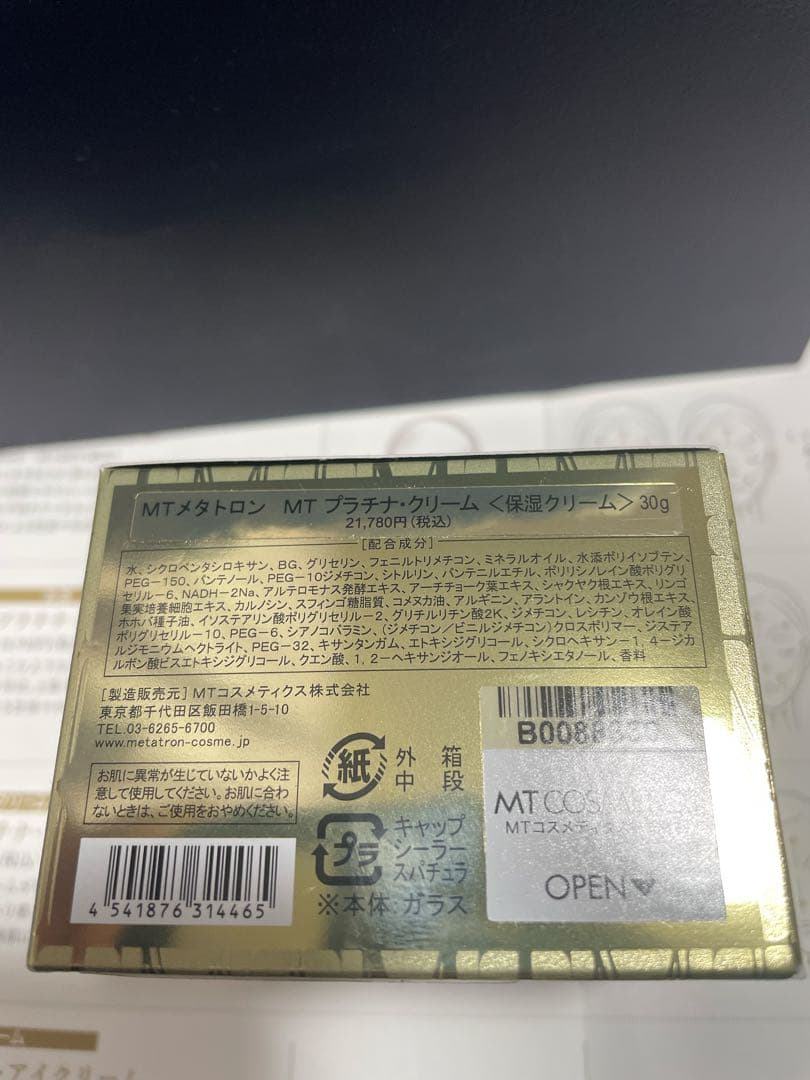 MTメタトロン MT プラチナ・クリーム <保湿クリーム> 30g
21,780円(税込)
[配合成分]
水、シクロペンタシロキサン、BG、グリセリン、フェニルトリメチコン、ミネラルオイル、水添ポリイソブテン、
PEG-150、パンテノール、PEG-10ジメチコン、シトルリン、パンテニルエチル、ポリリシノレイン酸ポリグリ
セリル-6、NADH-2Na、アルテロモナス発酵エキス、アーチチョーク葉エキス、シャクヤク根エキス、リンゴ
果実培養細胞エキス、カルノシン、スフィンゴ糖脂質、コメヌカ油、アルギニン、アラントイン、カンゾウ根エキス、
ホホバ種子油、イソステアリン酸ポリグリセリル-2、グリチルリチン酸2K、ジメチコン、レシチン、オレイン酸
ポリグリセリル-10、PEG-6、シアノコバラミン、(ジメチコン/ビニルジメチコン)クロスポリマー、ジステア
ルジモニウムヘクトライト、PEG-32、キサンタンガム、エトキシジグリコール、シクロヘキサン-1, 4-ジカ
ルボン酸ビスエトキシジグリコール、クエン酸、1, 2-ヘキサンジオール、フェノキシエタノール、香料
[製造販売元] MTコスメティクス株式会社
東京都千代田区飯田橋1-5-10
TEL.03-6265-6700
www.metatron-cosme.jp
お肌に異常が生じていないかよく注
意して使用してください。お肌に合わ
ないときは、ご使用をおやめください。
4 541876 314465
紙 外箱
中段
プラ キャップ
シーラー
スパチュラ
※本体:ガラス
B0088
MT COS
MTコスメティ
OPEN
クリーム
アイクリーム